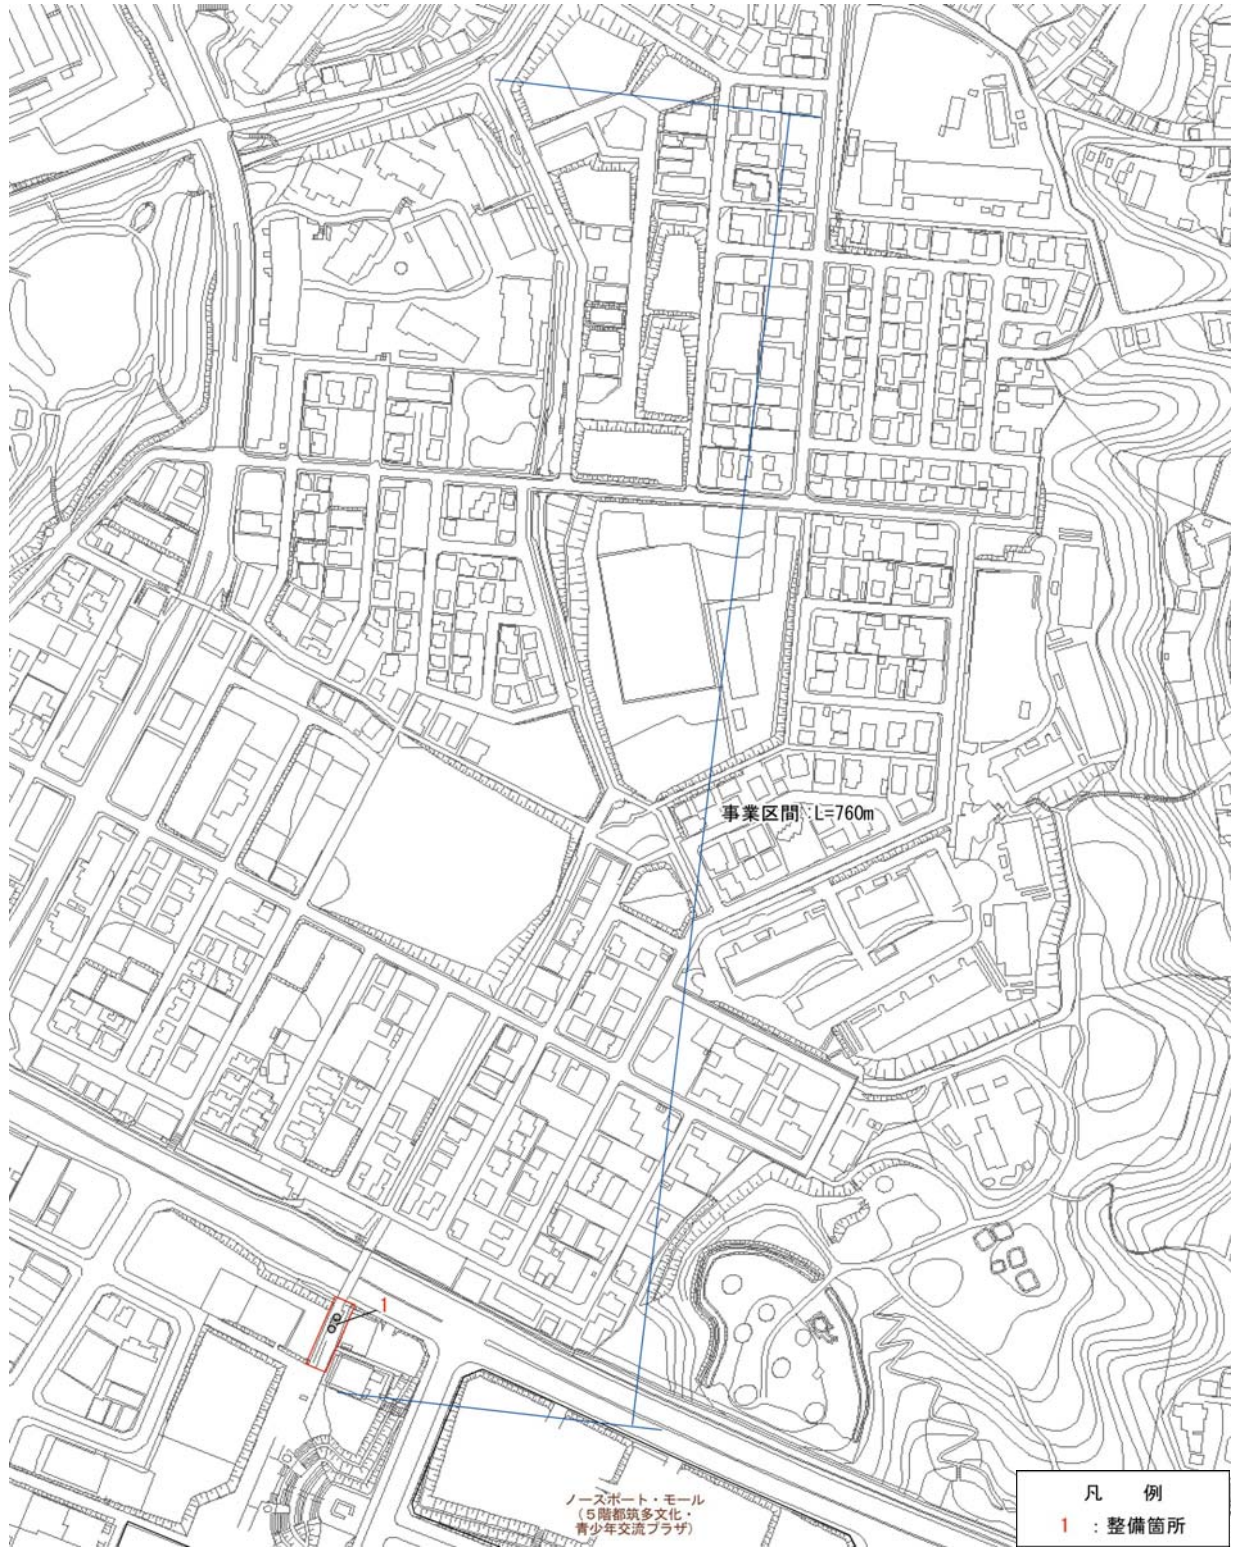 事業区間：L=760m
1
ノースポート・モール
（5階都筑多文化・
青少年交流プラザ）
凡　例
1　：整備箇所